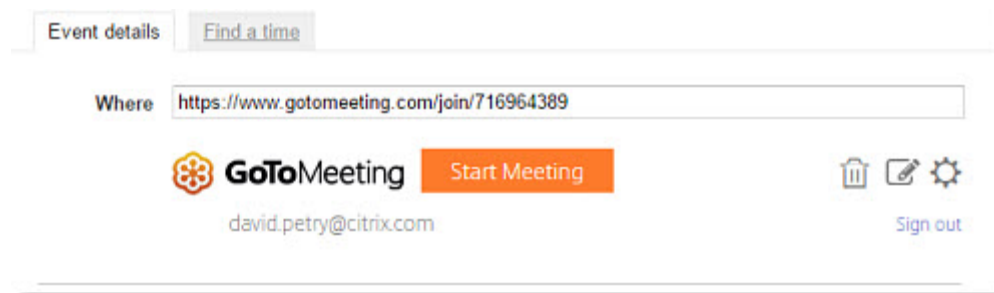 Event details Find a time
Where https://www.gotomeeting.com/join/716964389
GoToMeeting Start Meeting
david.petry@citrix.com Sign out